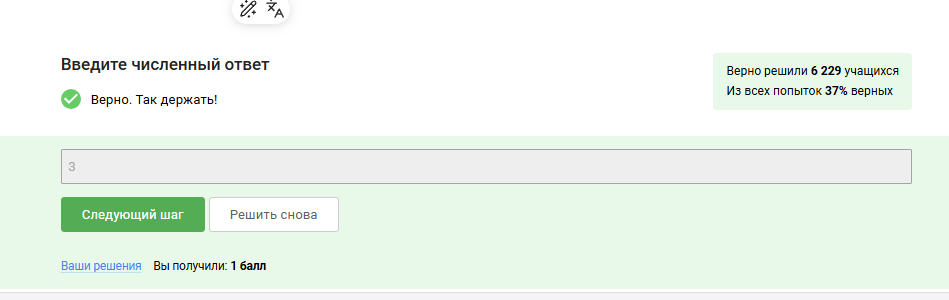 Введите численный ответ
Верно. Так держать!
Верно решили 6 229 учащихся
Из всех попыток 37% верных
3
Следующий шаг
Решить снова
Ваши решения Вы получили: 1 балл